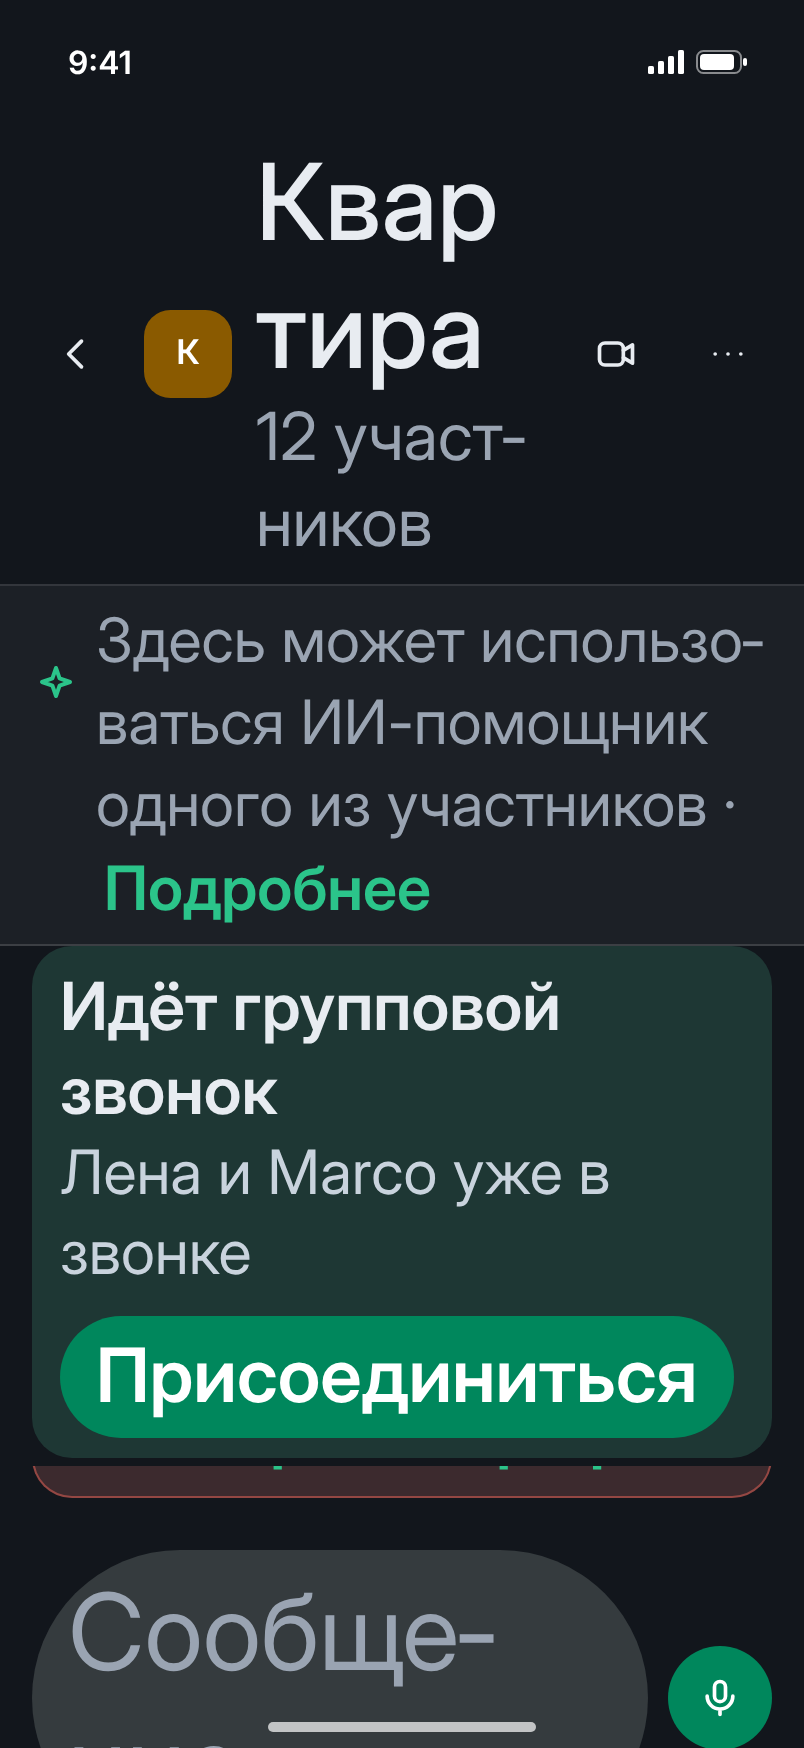 9:41
Квар
тира
К
12 участ-
ников
Здесь может использо-
ваться ИИ-помощник
одного из участников ·
Подробнее
Идёт групповой
звонок
Лена и Marco уже в
звонке
Присоединиться
Сообще-